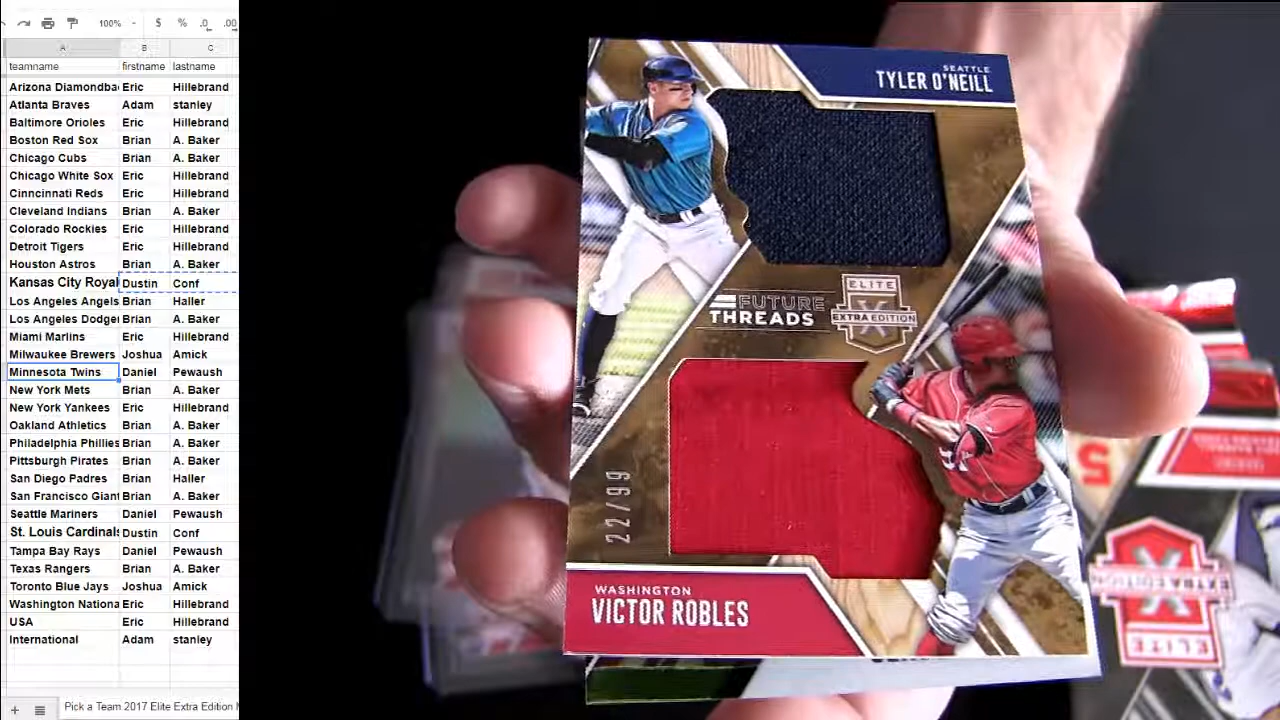 100%
$
%
.0
.00
A
B
C
teamname firstname lastname
Arizona Diamondba Eric Hillebrand
Atlanta Braves Adam stanley
Baltimore Orioles Eric Hillebrand
Boston Red Sox Brian A. Baker
Chicago Cubs Brian A. Baker
Chicago White Sox Eric Hillebrand
Cinncinnati Reds Eric Hillebrand
Cleveland Indians Brian A. Baker
Colorado Rockies Eric Hillebrand
Detroit Tigers Eric Hillebrand
Houston Astros Brian A. Baker
Kansas City Royal Dustin Conf
Los Angeles Angels Brian Haller
Los Angeles Dodge Brian A. Baker
Miami Marlins Eric Hillebrand
Milwaukee Brewers Joshua Amick
Minnesota Twins Daniel Pewaush
New York Mets Brian A. Baker
New York Yankees Eric Hillebrand
Oakland Athletics Brian A. Baker
Philadelphia Phillies Brian A. Baker
Pittsburgh Pirates Brian A. Baker
San Diego Padres Brian Haller
San Francisco Giant Brian A. Baker
Seattle Mariners Daniel Pewaush
St. Louis Cardinals Dustin Conf
Tampa Bay Rays Daniel Pewaush
Texas Rangers Brian A. Baker
Toronto Blue Jays Joshua Amick
Washington Nationa Eric Hillebrand
USA Eric Hillebrand
International Adam stanley
Pick a Team 2017 Elite Extra Edition
SEATTLE
TYLER O'NEILL
FUTURE
THREADS
ELITE
X
EXTRA EDITION
22/99
WASHINGTON
VICTOR ROBLES
5
EXTRA EDITION
X
ELITE